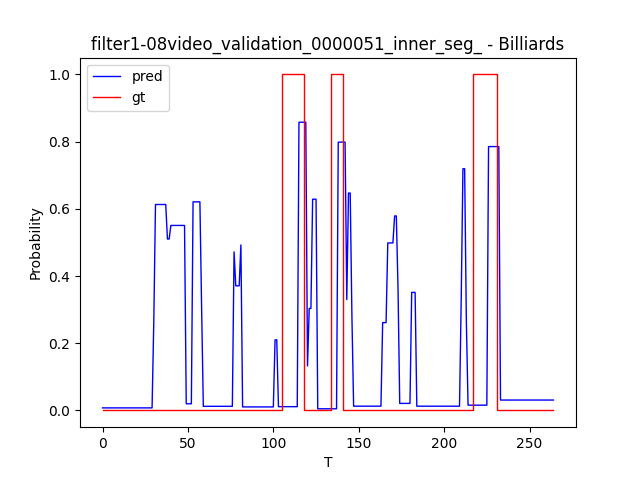 filter1-08video_validation_0000051_inner_seg_ - Billiards
pred
gt
1.0
0.8
0.6
0.4
0.2
0.0
Probability
0
50
100
150
200
250
T